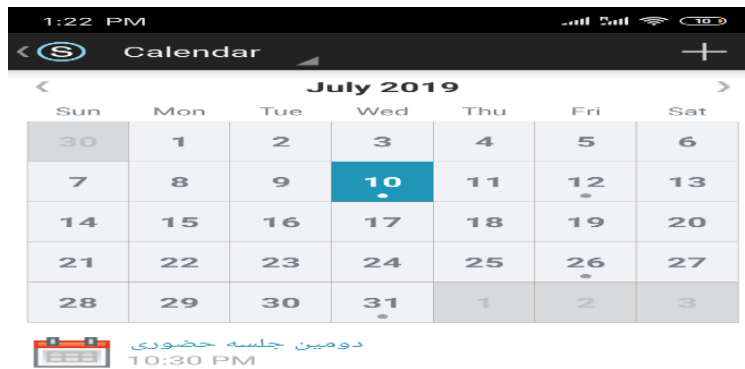 1:22 PM 10
S Calendar
July 2019
Sun Mon Tue Wed Thu Fri Sat
30 1 2 3 4 5 6
7 8 9 10 11 12 13
14 15 16 17 18 19 20
21 22 23 24 25 26 27
28 29 30 31 1 2 3
دومین جلسه حضوری
10:30 PM